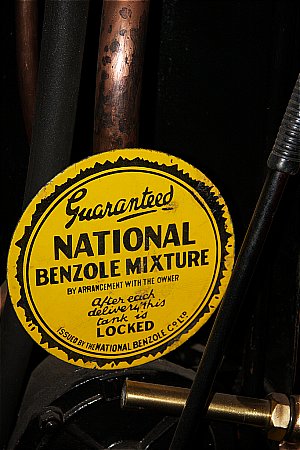 Guaranteed
NATIONAL
BENZOLE MIXTURE
BY ARRANGEMENT WITH THE OWNER
After each
delivery this
tank is
LOCKED
ISSUED BY THE NATIONAL BENZOLE Co LTD